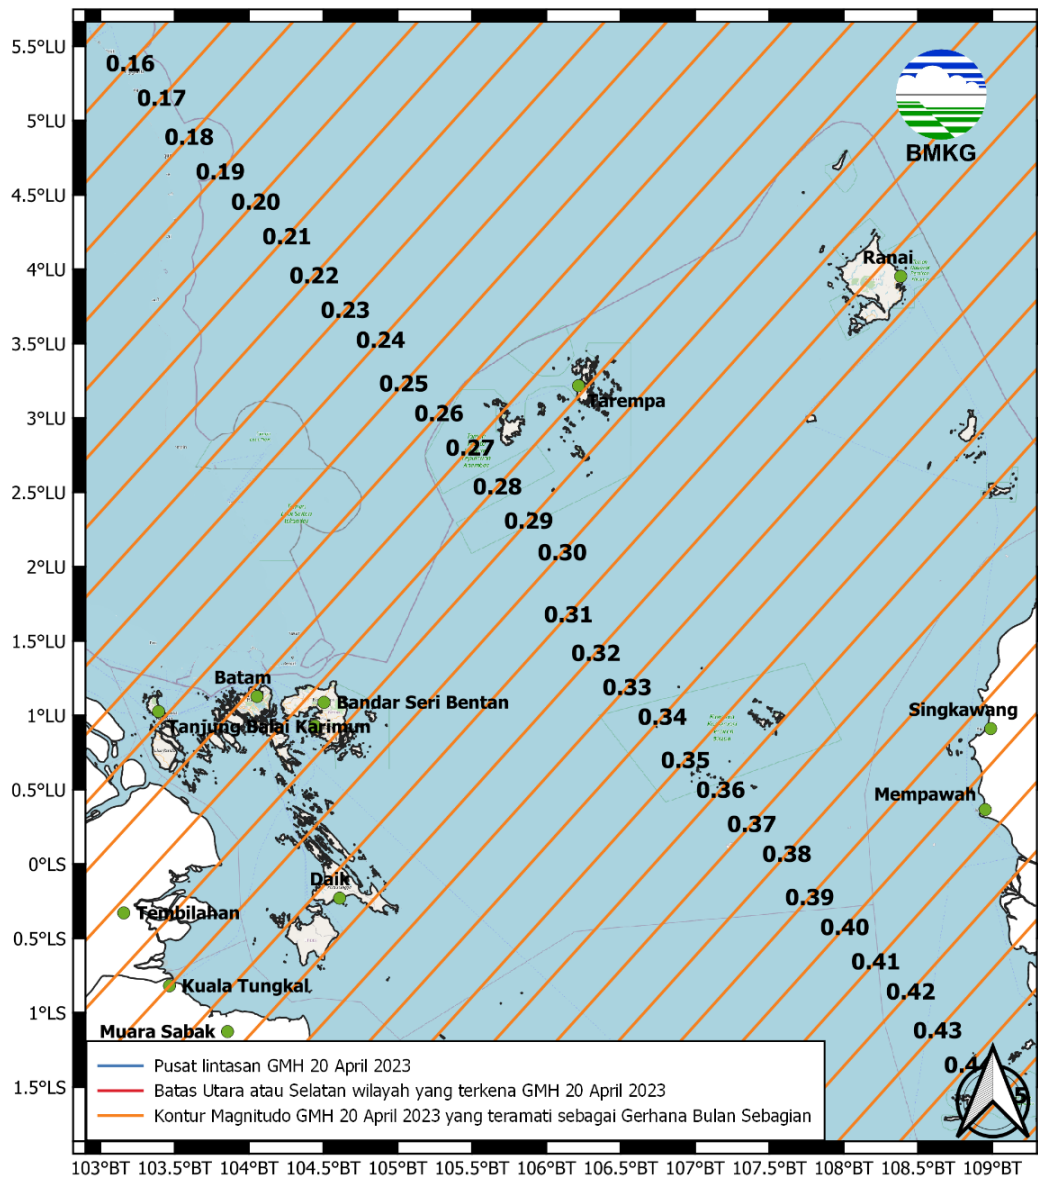 5.5°LU
0.16
BMKG
0.17
5°LU
0.18
0.19
4.5°LU
0.20
0.21
Ranai
4°LU
0.22
0.23
3.5°LU
0.24
0.25
Tarempa
3°LU
0.26
0.27
2.5°LU
0.28
0.29
0.30
2°LU
0.31
1.5°LU
0.32
Batam
0.33
Bandar Seri Bentan
Singkawang
1°LU
0.34
Tanjung Balai Karimun
0.35
0.5°LU
0.36
Mempawah
0.37
0°LS
0.38
Daik
0.39
Tembilahan
0.40
0.5°LS
0.41
Kuala Tungkal
0.42
1°LS
Muara Sabak
0.43
Pusat lintasan GMH 20 April 2023
0.4
1.5°LS
Batas Utara atau Selatan wilayah yang terkena GMH 20 April 2023
5
Kontur Magnitudo GMH 20 April 2023 yang teramati sebagai Gerhana Bulan Sebagian
103°BT 103.5°BT 104°BT 104.5°BT 105°BT 105.5°BT 106°BT 106.5°BT 107°BT 107.5°BT 108°BT 108.5°BT 109°BT